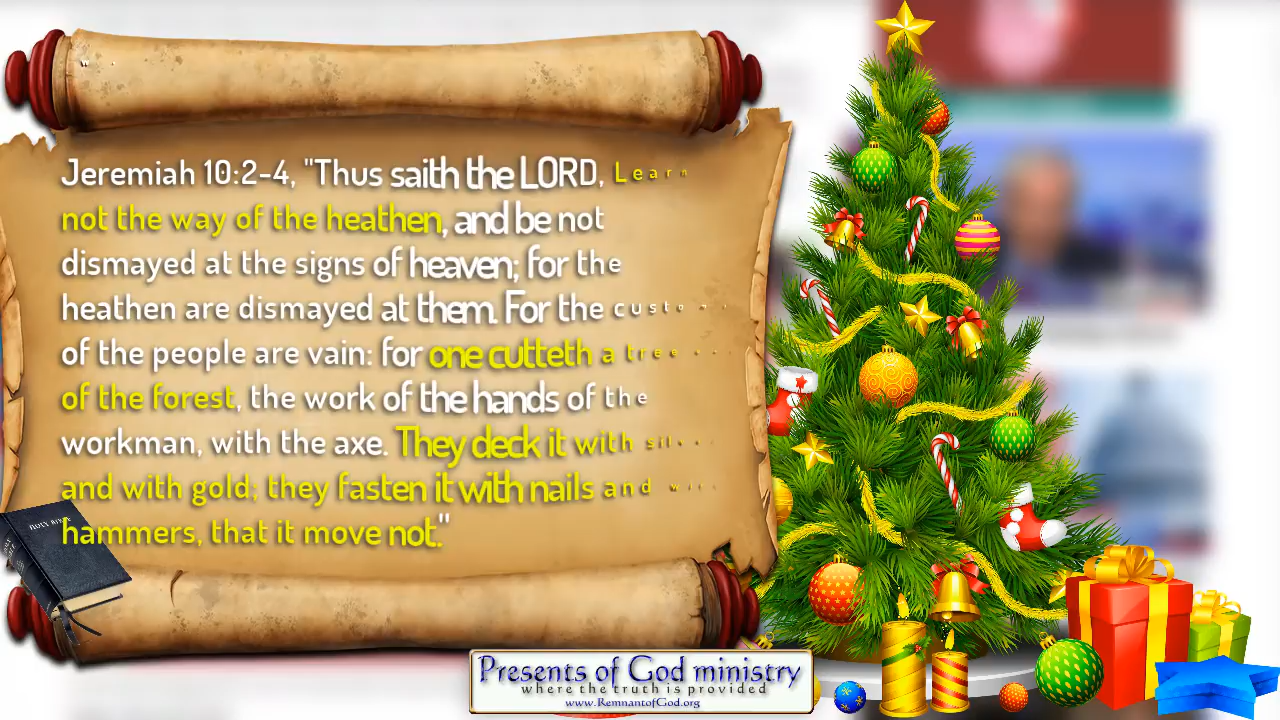 Jeremiah 10:2-4, "Thus saith the LORD, Learn
not the way of the heathen, and be not
dismayed at the signs of heaven; for the
heathen are dismayed at them. For the
of the people are vain: for one cutteth a tree
of the forest, the work of the hands of the
workman, with the axe. They deck it with
and with gold; they fasten it with nails and
hammers, that it move not."
HOLY BIBLE
Presents of God ministry
where the truth is provided
www.RemnantofGod.org